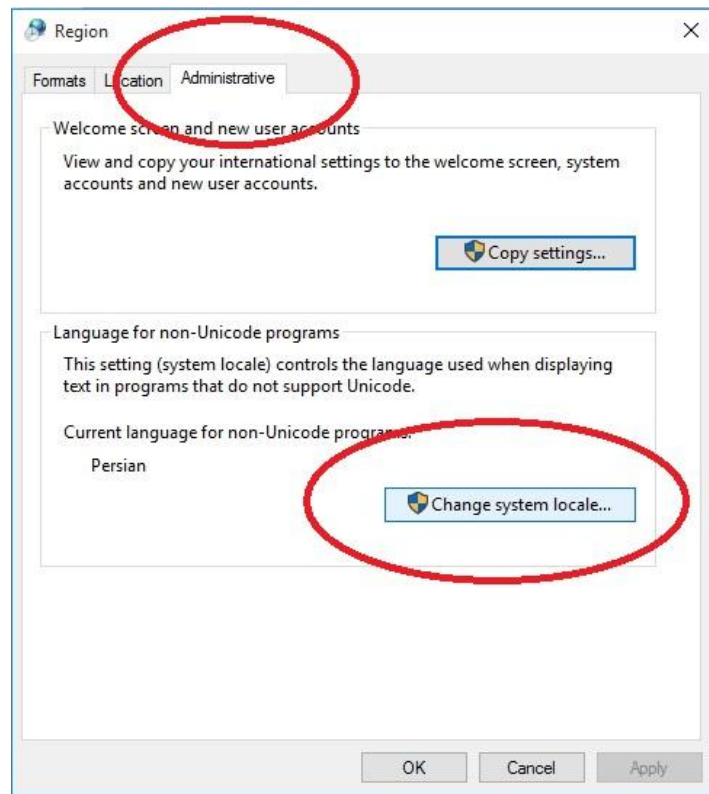 Region
Formats Location Administrative
Welcome screen and new user accounts
View and copy your international settings to the welcome screen, system
accounts and new user accounts.
Copy settings...
Language for non-Unicode programs
This setting (system locale) controls the language used when displaying
text in programs that do not support Unicode.
Current language for non-Unicode programs:
Persian
Change system locale...
OK Cancel Apply